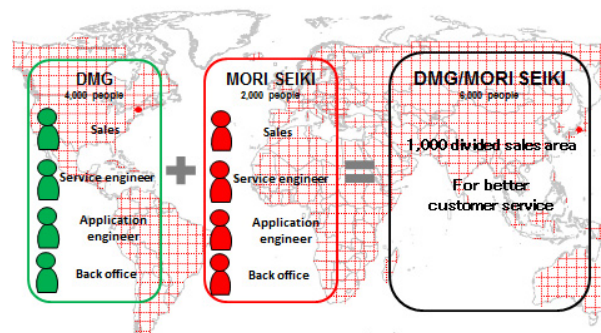 DMG
4,000 people
Sales
Service engineer
Application
engineer
Back office
+
MORI SEIKI
2,000 people
Sales
Service engineer
Application
engineer
Back office
=
DMG/MORI SEIKI
6,000 people
1,000 divided sales area
For better
customer service